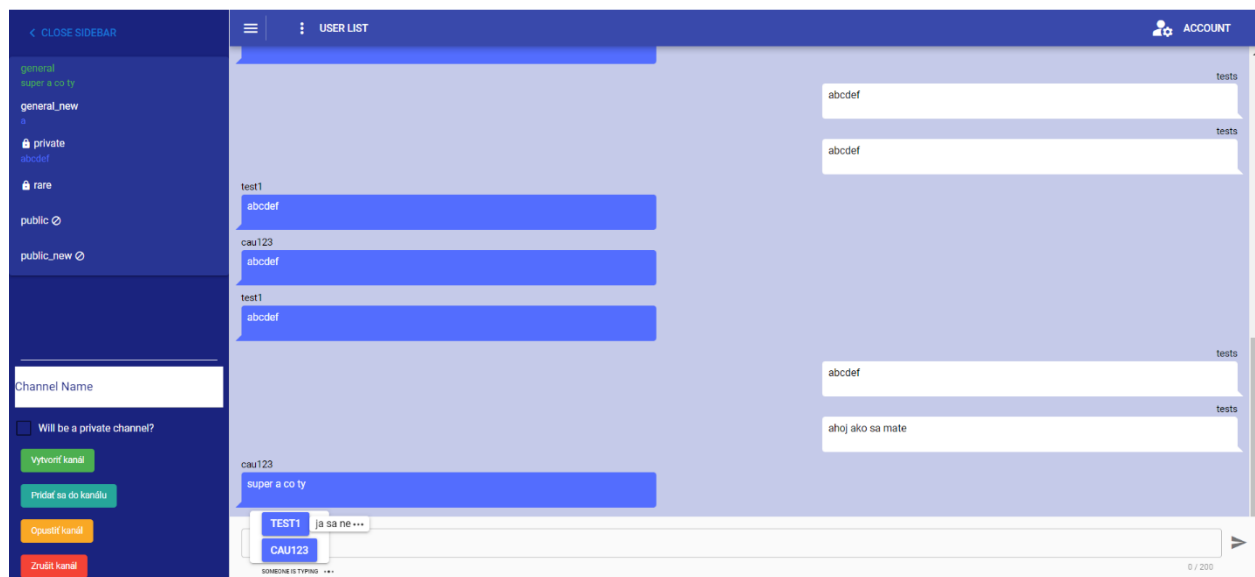 CLOSE SIDEBAR
general
super a co ty
general_new
a
private
abcdef
rare
public
public_new
Channel Name
Will be a private channel?
Vytvoriť kanál
Pridať sa do kanálu
Opustiť kanál
Zrušit kanál
USER LIST
ACCOUNT
tests
abcdef
tests
abcdef
test1
abcdef
cau123
abcdef
test1
abcdef
tests
abcdef
tests
ahoj ako sa mate
cau123
super a co ty
TEST1 ja sa ne •••
CAU123
SOMEONE IS TYPING
0 / 200